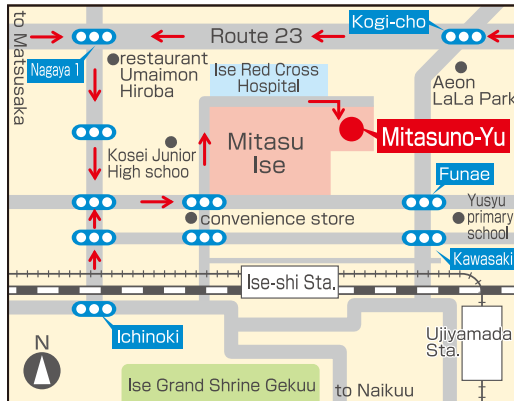 to Matsusaka
Route 23
Kogi-cho
Nagaya 1
restaurant
Umaimon
Hiroba
Ise Red Cross
Hospital
Aeon
LaLa Park
Kosei Junior
High schoo
Mitasu
Ise
Mitasuno-Yu
Funae
convenience store
Yusyu
primary
school
Kawasaki
Ise-shi Sta.
Ichinoki
Ujiyamada
Sta.
N
Ise Grand Shrine Gekuu
to Naikuu